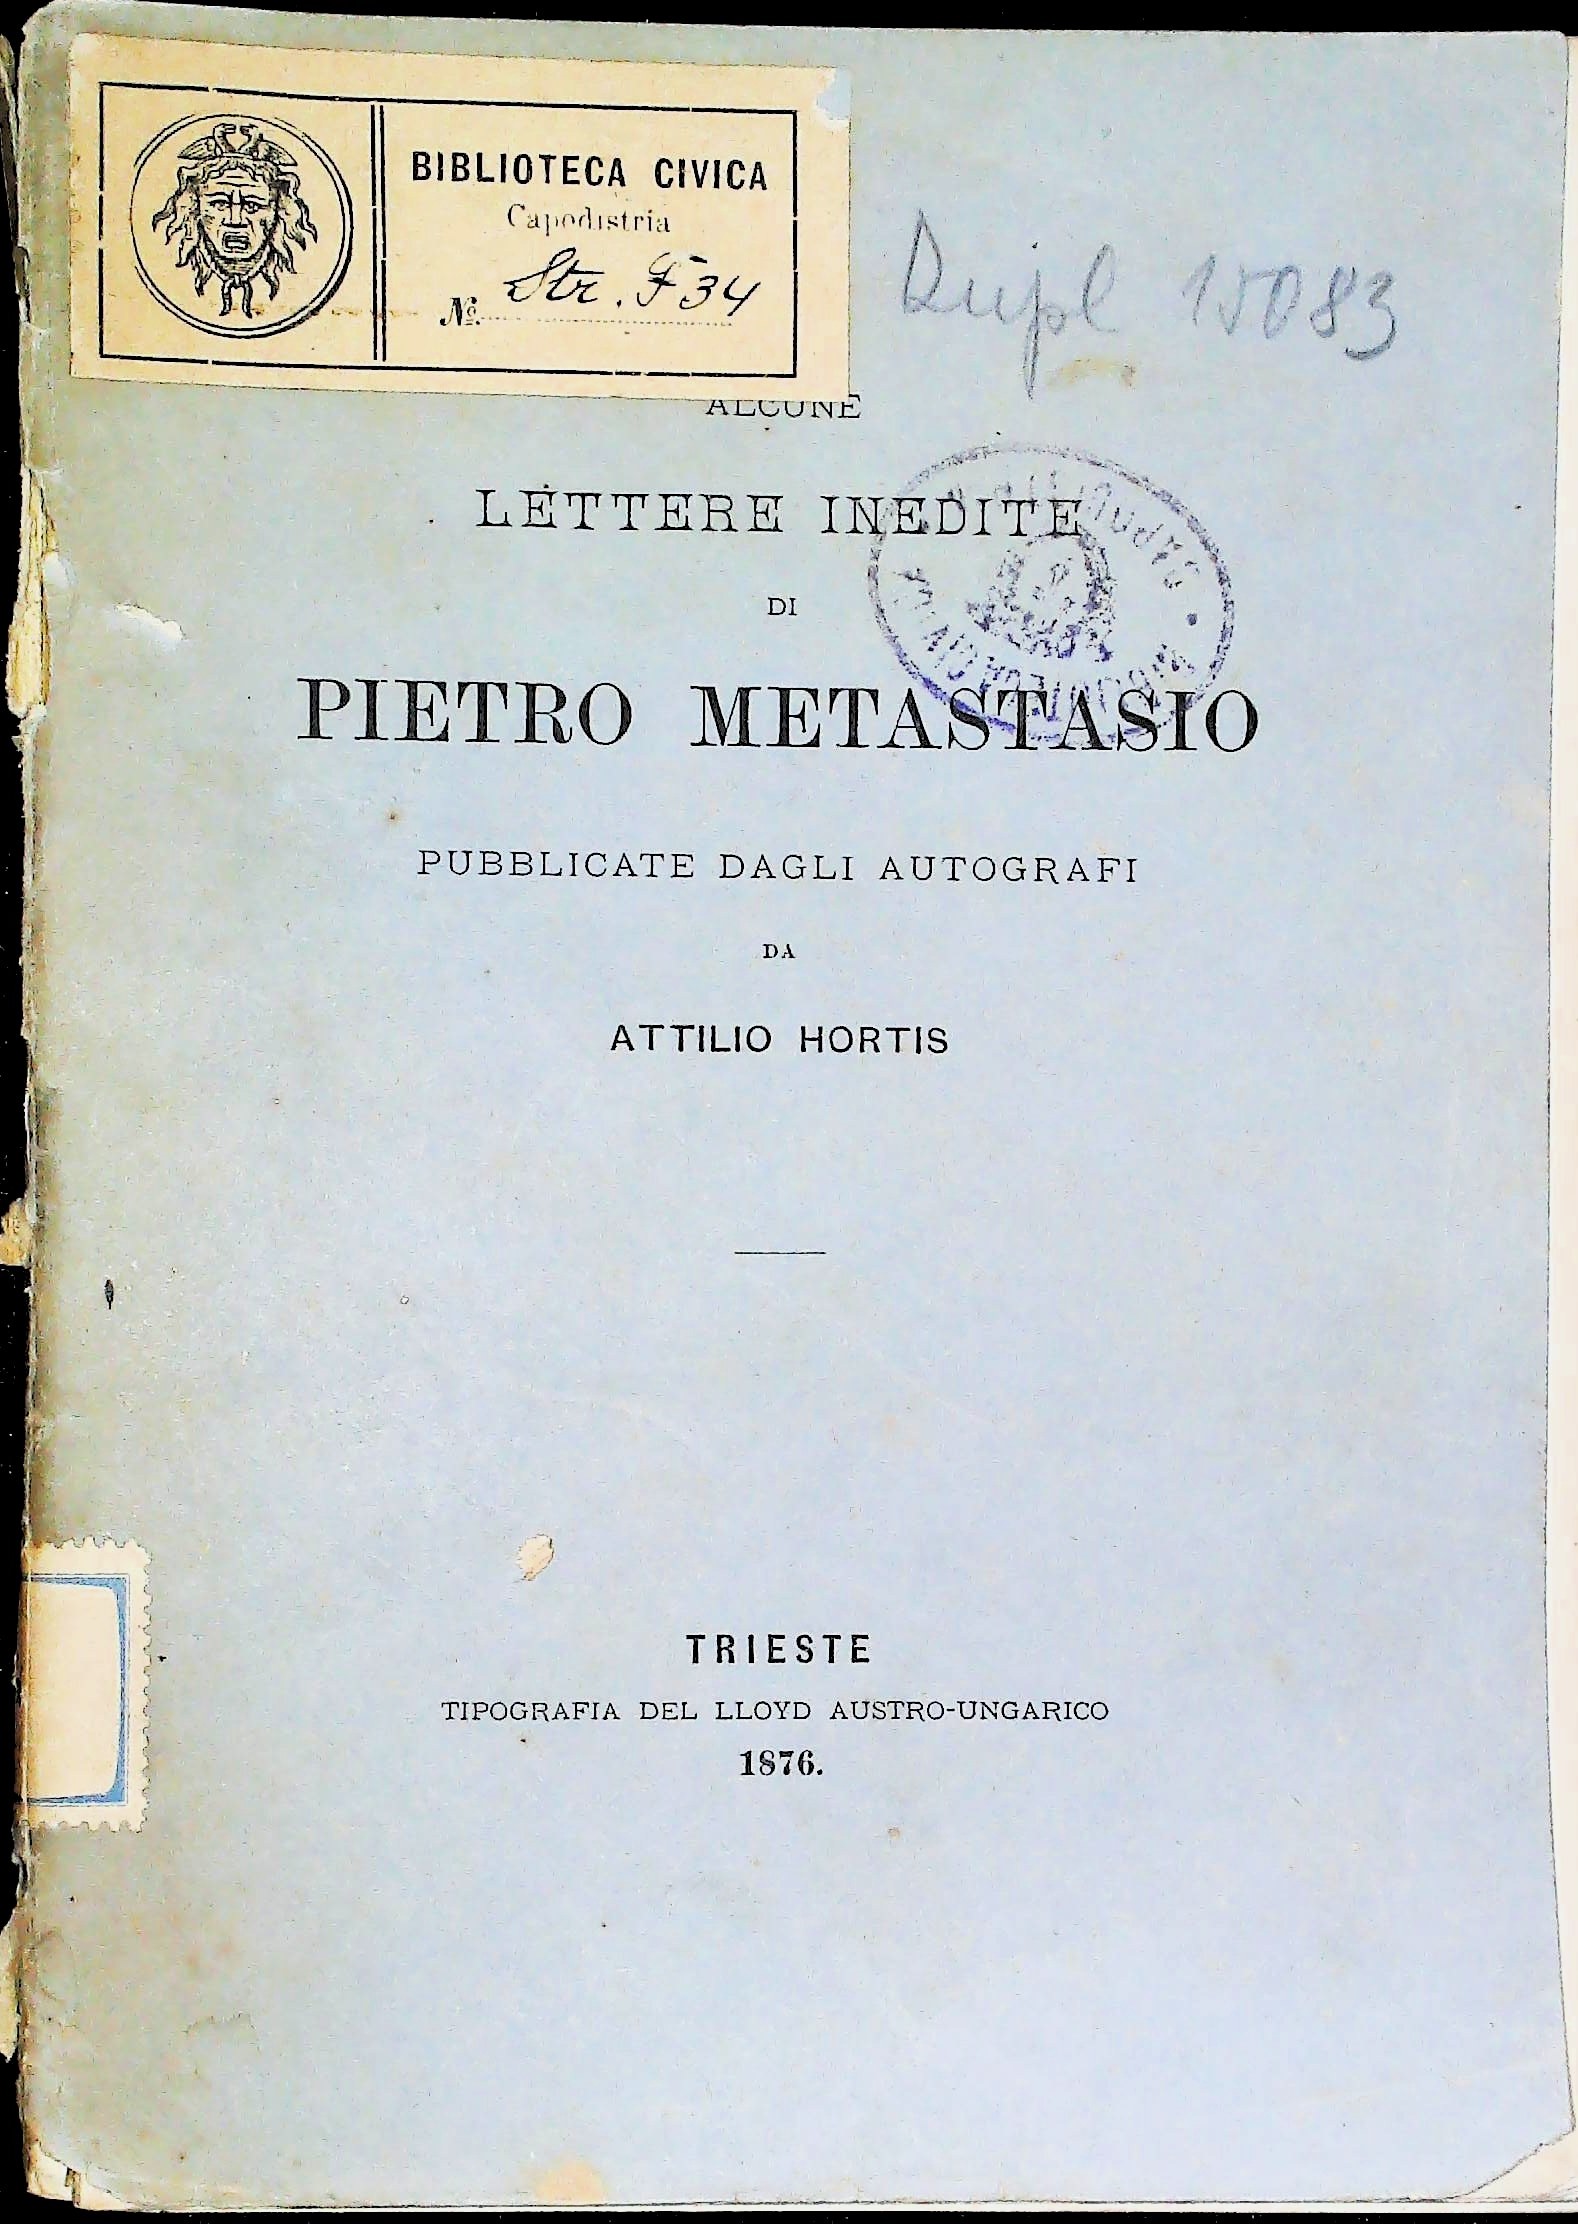 BIBLIOTECA CIVICA
Capodistria
No. Str. F 34
Dupl 15083
ALCUNE
LETTERE INEDITE
DI
PIETRO METASTASIO
PUBBLICATE DAGLI AUTOGRAFI
DA
ATTILIO HORTIS
TRIESTE
TIPOGRAFIA DEL LLOYD AUSTRO-UNGARICO
1876.